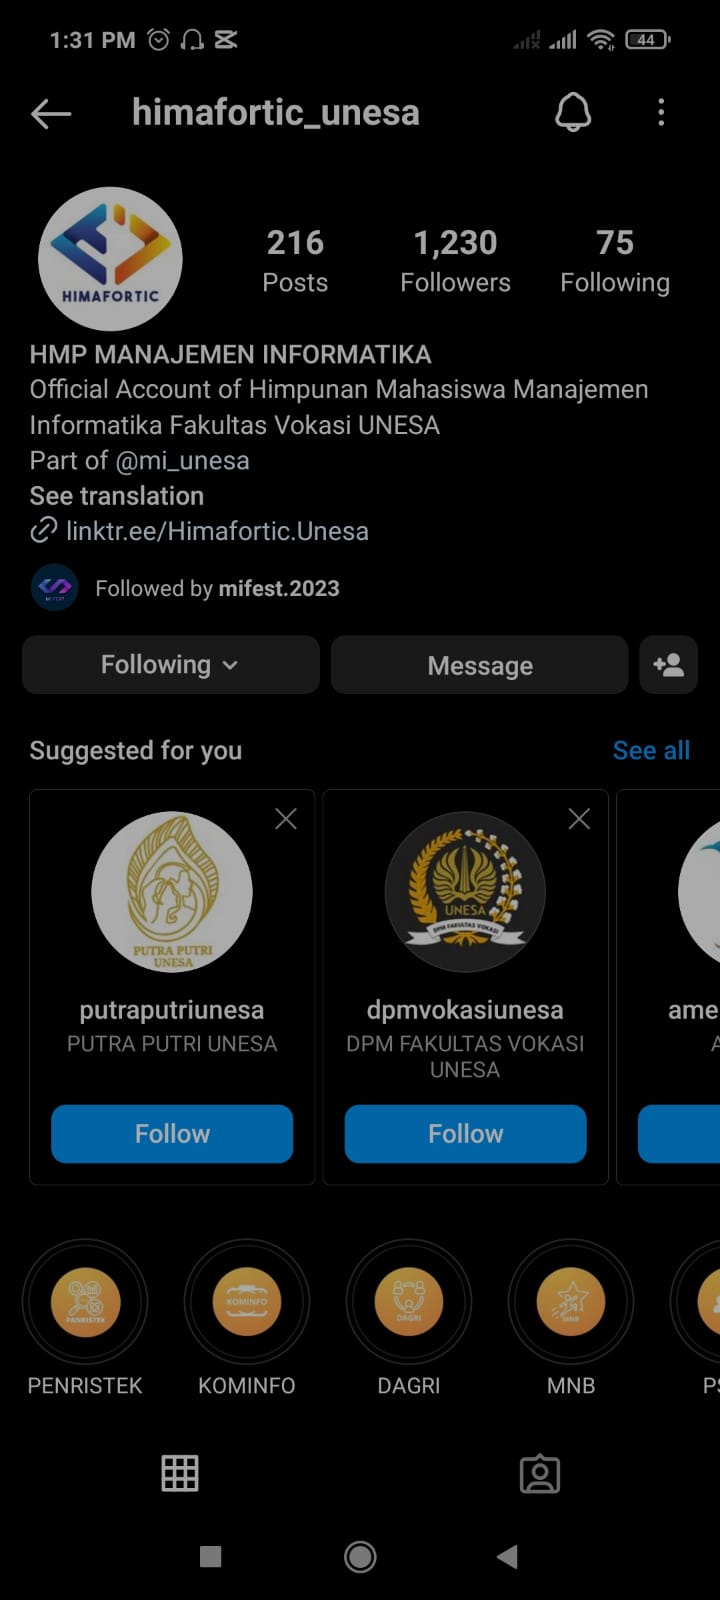 1:31 PM
44
himafortic_unesa
HIMAFORTIC
216
1,230
75
Posts
Followers
Following
HMP MANAJEMEN INFORMATIKA
Official Account of Himpunan Mahasiswa Manajemen
Informatika Fakultas Vokasi UNESA
Part of @mi_unesa
See translation
linktr.ee/Himafortic.Unesa
Followed by mifest.2023
Following
Message
Suggested for you
See all
PUTRA PUTRI
UNESA
UNESA
DPM FAKULTAS VOKASI
putraputriunesa
PUTRA PUTRI UNESA
Follow
dpmvokasiunesa
DPM FAKULTAS VOKASI
UNESA
Follow
ame
A
PANRISTEK
KOMINFO
DAGRI
MNB
PENRISTEK
KOMINFO
DAGRI
MNB